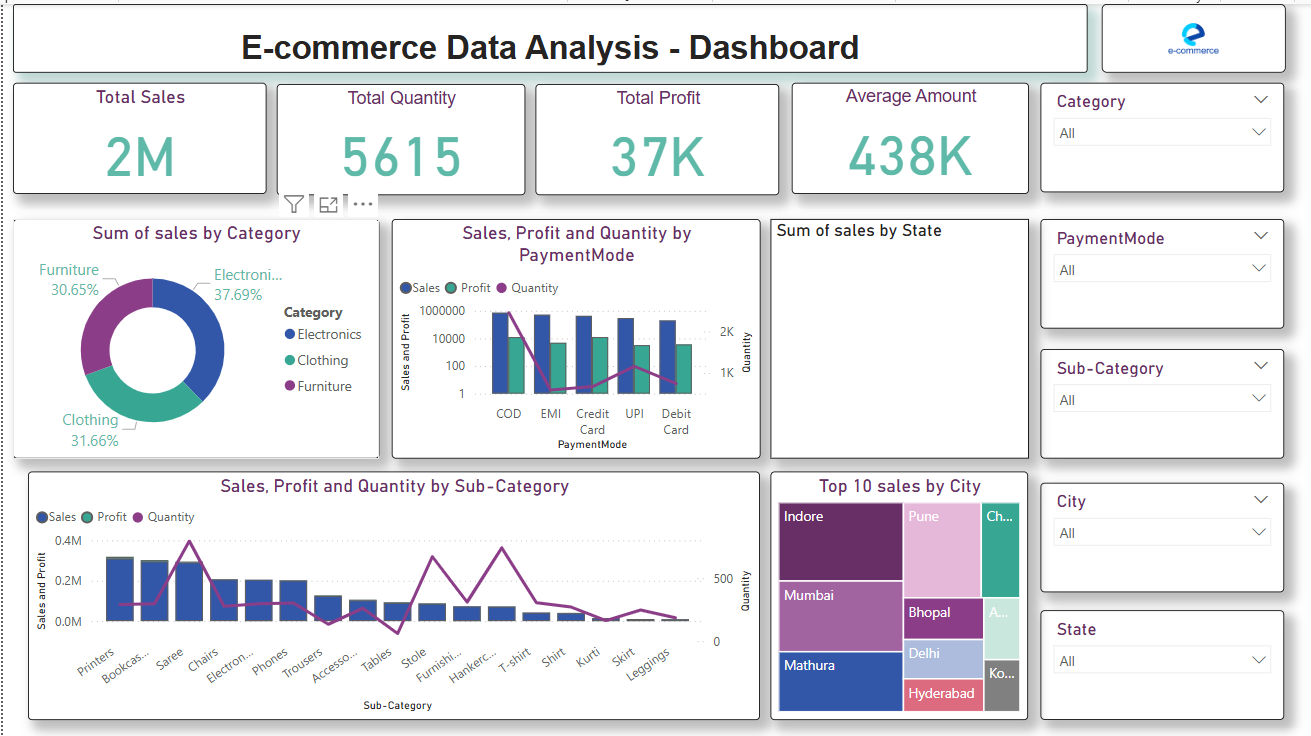 E-commerce Data Analysis - Dashboard
e-commerce
Total Sales
2M
Total Quantity
5615
Total Profit
37K
Average Amount
438K
Category
All
Sum of sales by Category
Furniture
30.65%
Electroni...
37.69%
Clothing
31.66%
Category
Electronics
Clothing
Furniture
Sales, Profit and Quantity by
PaymentMode
Sales Profit Quantity
Sales and Profit
1000000
10000
100
1
2K
1K
Quantity
COD EMI Credit Card UPI Debit Card
PaymentMode
Sum of sales by State
PaymentMode
All
Sub-Category
All
Sales, Profit and Quantity by Sub-Category
Sales Profit Quantity
Sales and Profit
0.4M
0.2M
0.0M
500
0
Quantity
Printers Bookcas... Saree Chairs Electron... Phones Trousers Accesso... Tables Stole Furnishi... Hankerc... T-shirt Shirt Kurti Skirt Leggings
Sub-Category
Top 10 sales by City
Indore
Mumbai
Mathura
Pune
Bhopal
Delhi
Hyderabad
Ch...
A...
Ko...
City
All
State
All